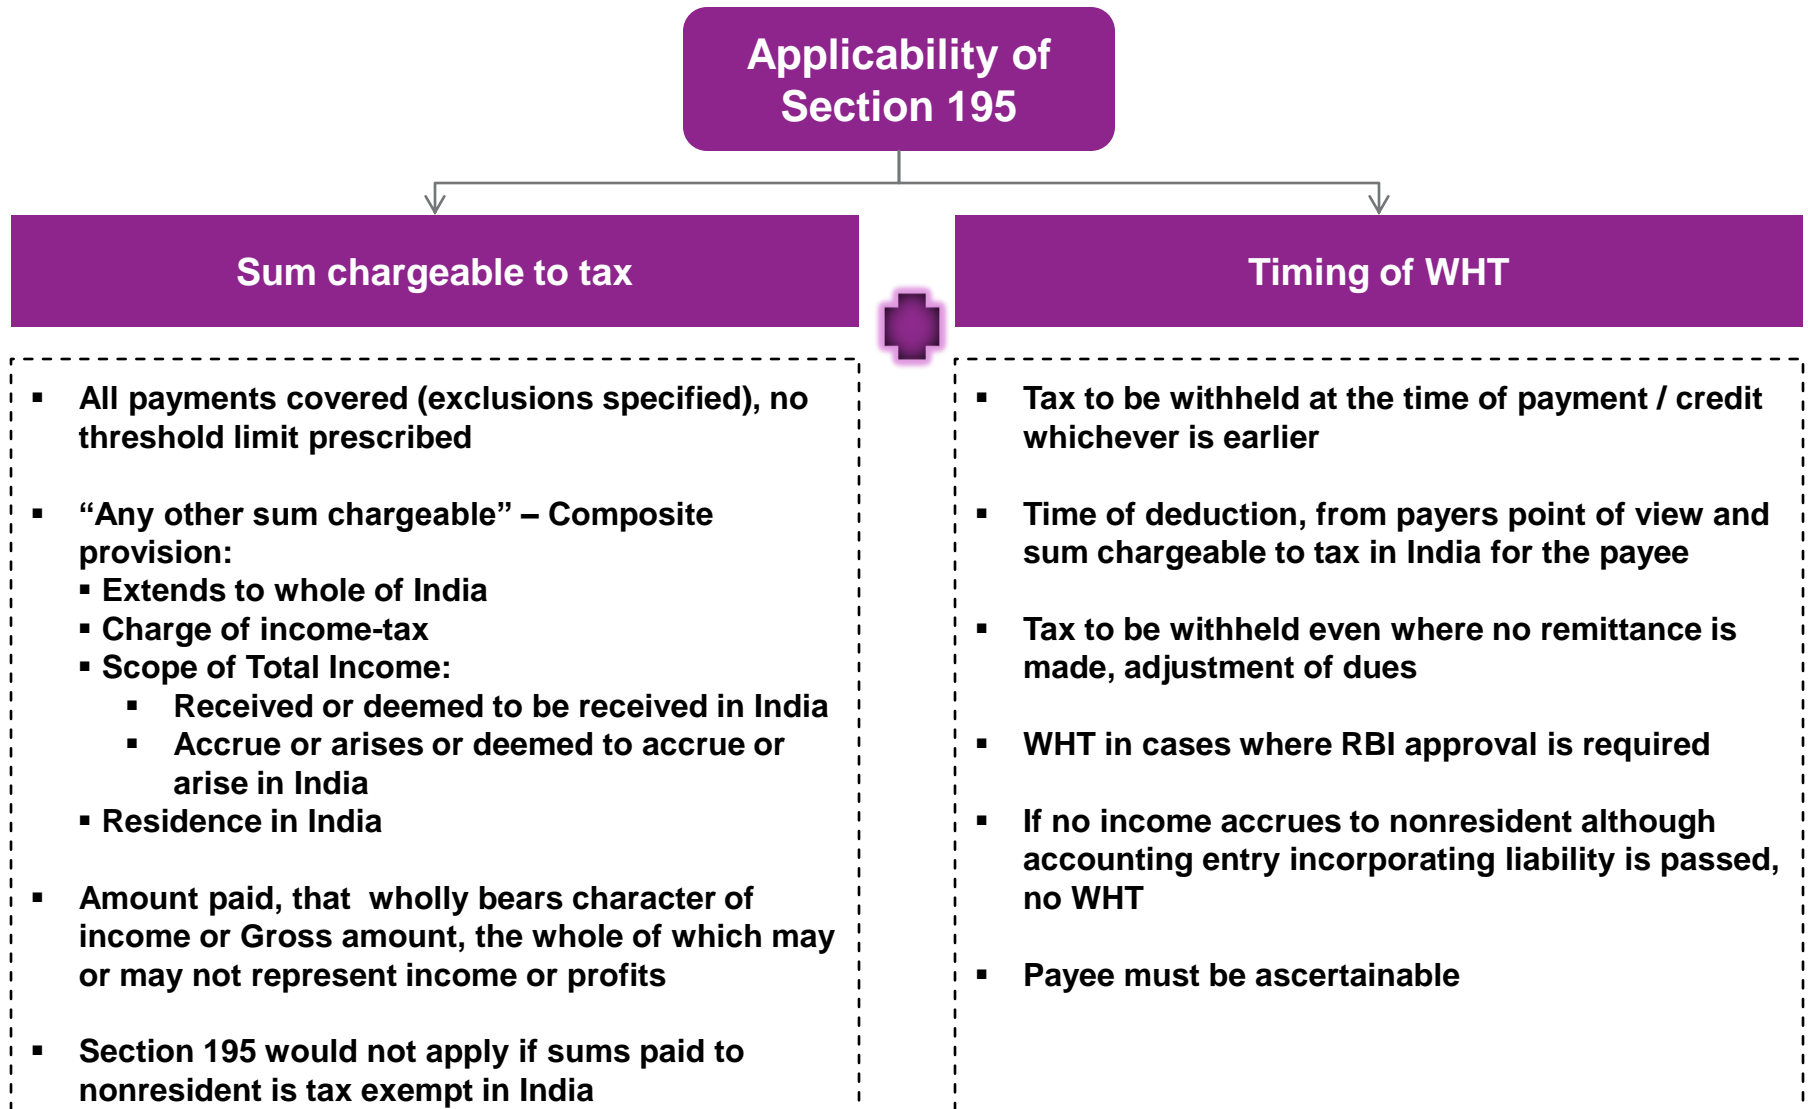 Applicability of
Section 195
Sum chargeable to tax
▪ All payments covered (exclusions specified), no
threshold limit prescribed
▪ “Any other sum chargeable” – Composite
provision:
▪ Extends to whole of India
▪ Charge of income-tax
▪ Scope of Total Income:
▪ Received or deemed to be received in India
▪ Accrue or arises or deemed to accrue or
arise in India
▪ Residence in India
▪ Amount paid, that wholly bears character of
income or Gross amount, the whole of which may
or may not represent income or profits
▪ Section 195 would not apply if sums paid to
nonresident is tax exempt in India
Timing of WHT
▪ Tax to be withheld at the time of payment / credit
whichever is earlier
▪ Time of deduction, from payers point of view and
sum chargeable to tax in India for the payee
▪ Tax to be withheld even where no remittance is
made, adjustment of dues
▪ WHT in cases where RBI approval is required
▪ If no income accrues to nonresident although
accounting entry incorporating liability is passed,
no WHT
▪ Payee must be ascertainable